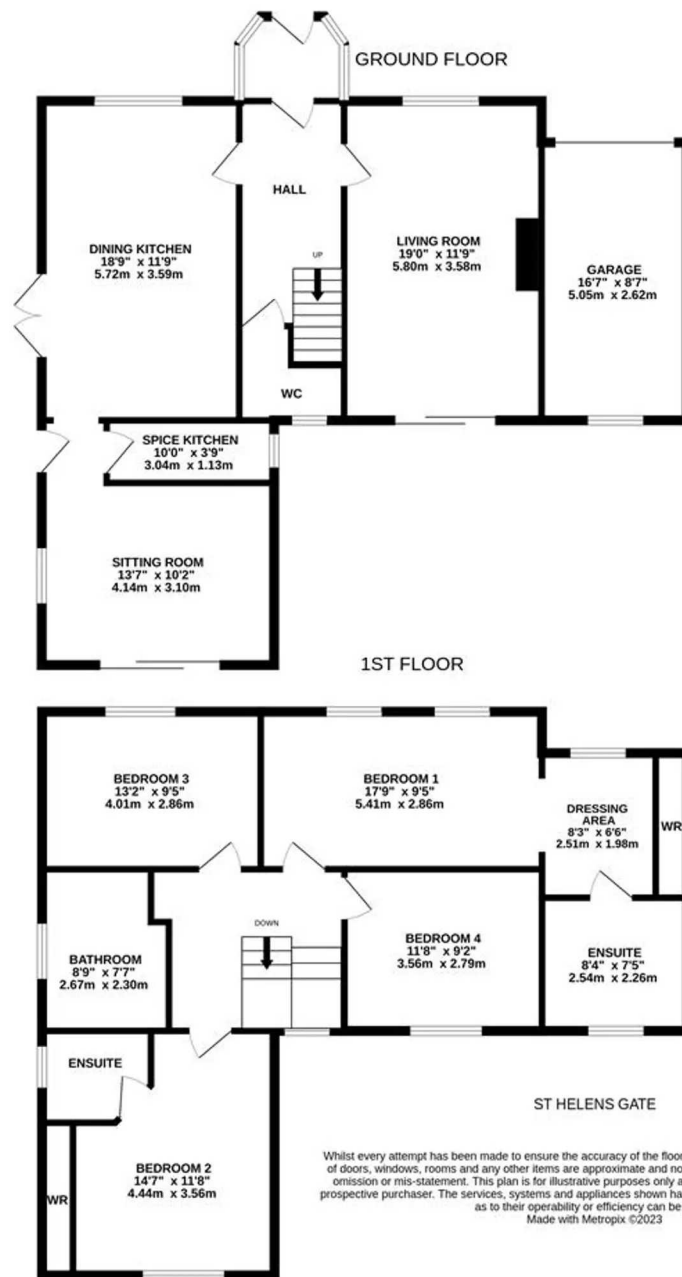 GROUND FLOOR
HALL
DINING KITCHEN
18'9" x 11'9"
5.72m x 3.59m
LIVING ROOM
19'0" x 11'9"
5.80m x 3.58m
UP
GARAGE
16'7" x 8'7"
5.05m x 2.62m
WC
SPICE KITCHEN
10'0" x 3'9"
3.04m x 1.13m
SITTING ROOM
13'7" x 10'2"
4.14m x 3.10m
1ST FLOOR
BEDROOM 3
13'2" x 9'5"
4.01m x 2.86m
BEDROOM 1
17'9" x 9'5"
5.41m x 2.86m
DRESSING
AREA
8'3" x 6'6"
2.51m x 1.98m
WR
DOWN
BATHROOM
8'9" x 7'7"
2.67m x 2.30m
BEDROOM 4
11'8" x 9'2"
3.56m x 2.79m
ENSUITE
8'4" x 7'5"
2.54m x 2.26m
ENSUITE
WR
BEDROOM 2
14'7" x 11'8"
4.44m x 3.56m
ST HELENS GATE
Whilst every attempt has been made to ensure the accuracy of the floor
of doors, windows, rooms and any other items are approximate and no
omission or mis-statement. This plan is for illustrative purposes only a
prospective purchaser. The services, systems and appliances shown ha
as to their operability or efficiency can be
Made with Metropix ©2023